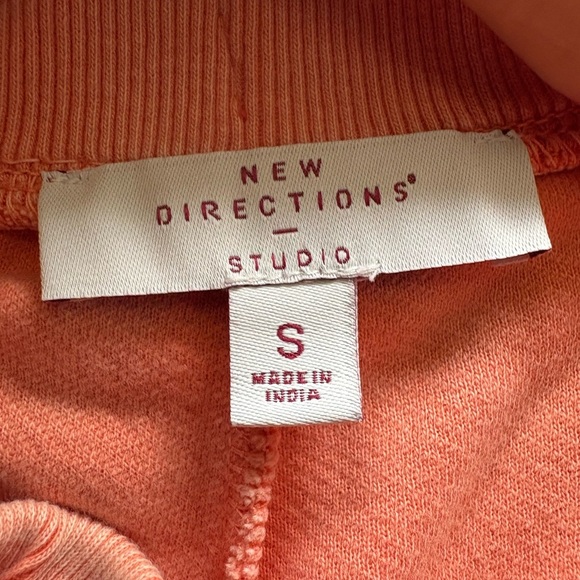 NEW
DIRECTIONS®
STUDIO
S
MADE IN
INDIA